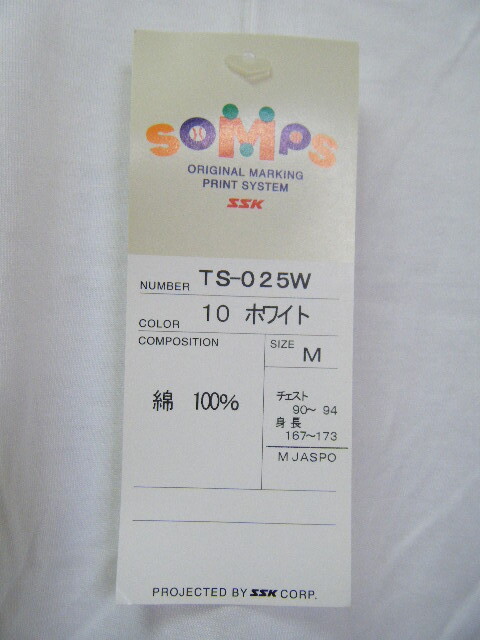 SOMPS
ORIGINAL MARKING
PRINT SYSTEM
SSK
NUMBER TS-025W
COLOR 10 ホワイト
COMPOSITION
綿 100%
SIZE M
チェスト
90～ 94
身長
167～173
M JASPO
PROJECTED BY SSK CORP.